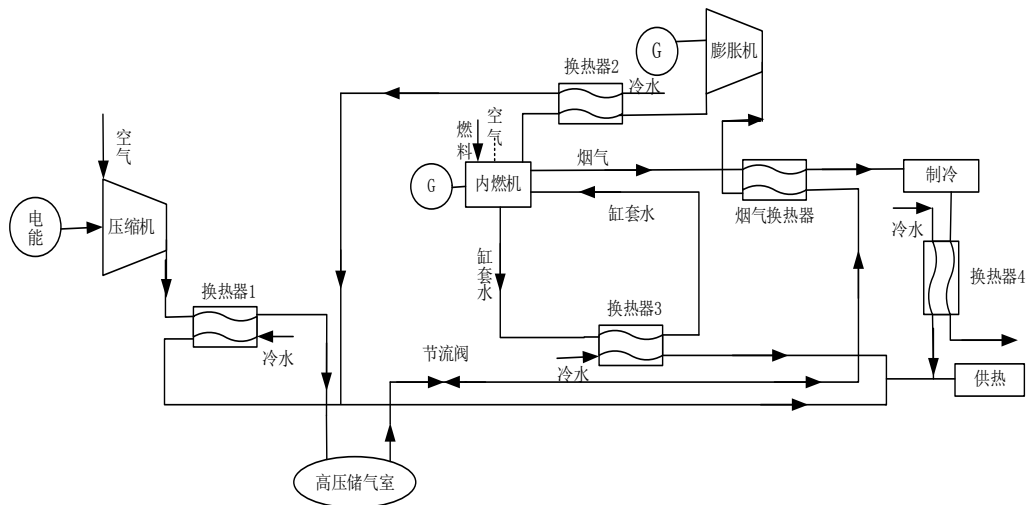 膨胀机
G
换热器2
冷水
空气
燃料
烟气
内燃机
G
制冷
烟气换热器
缸套水
冷水
空气
电能
压缩机
缸套水
换热器4
换热器1
换热器3
冷水
节流阀
冷水
供热
高压储气室